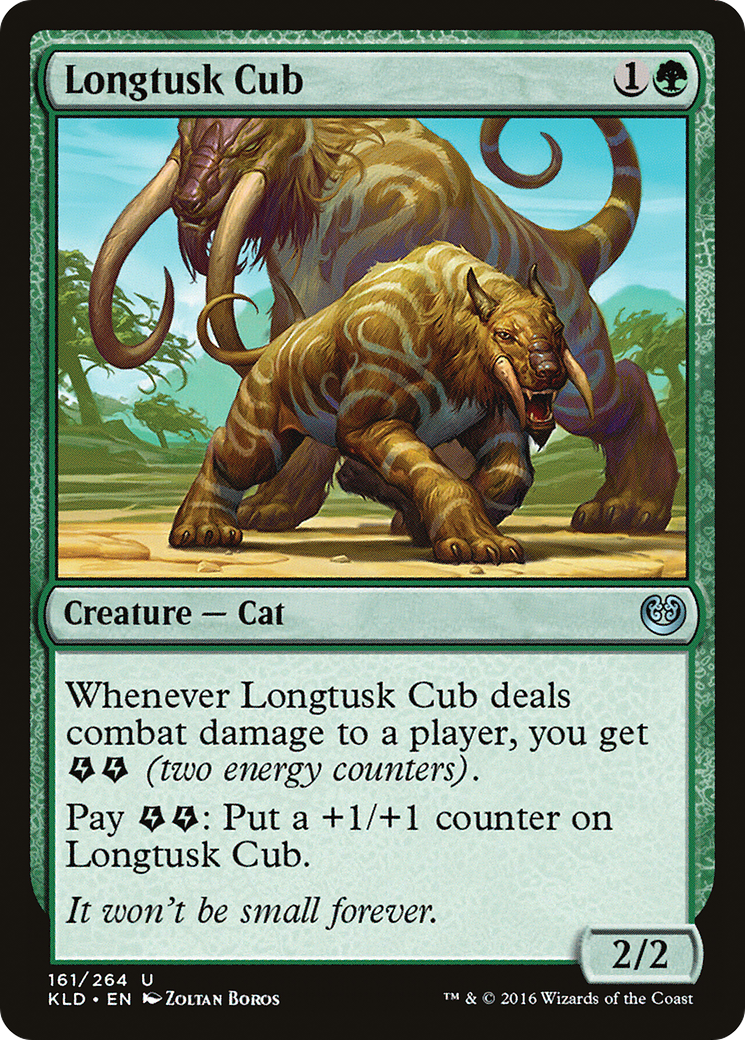 Longtusk Cub 1
Creature — Cat
Whenever Longtusk Cub deals
combat damage to a player, you get
(two energy counters).
Pay : Put a +1/+1 counter on
Longtusk Cub.
It won't be small forever.
2/2
161/264 U
KLD • EN Zoltan Boros
™ & © 2016 Wizards of the Coast